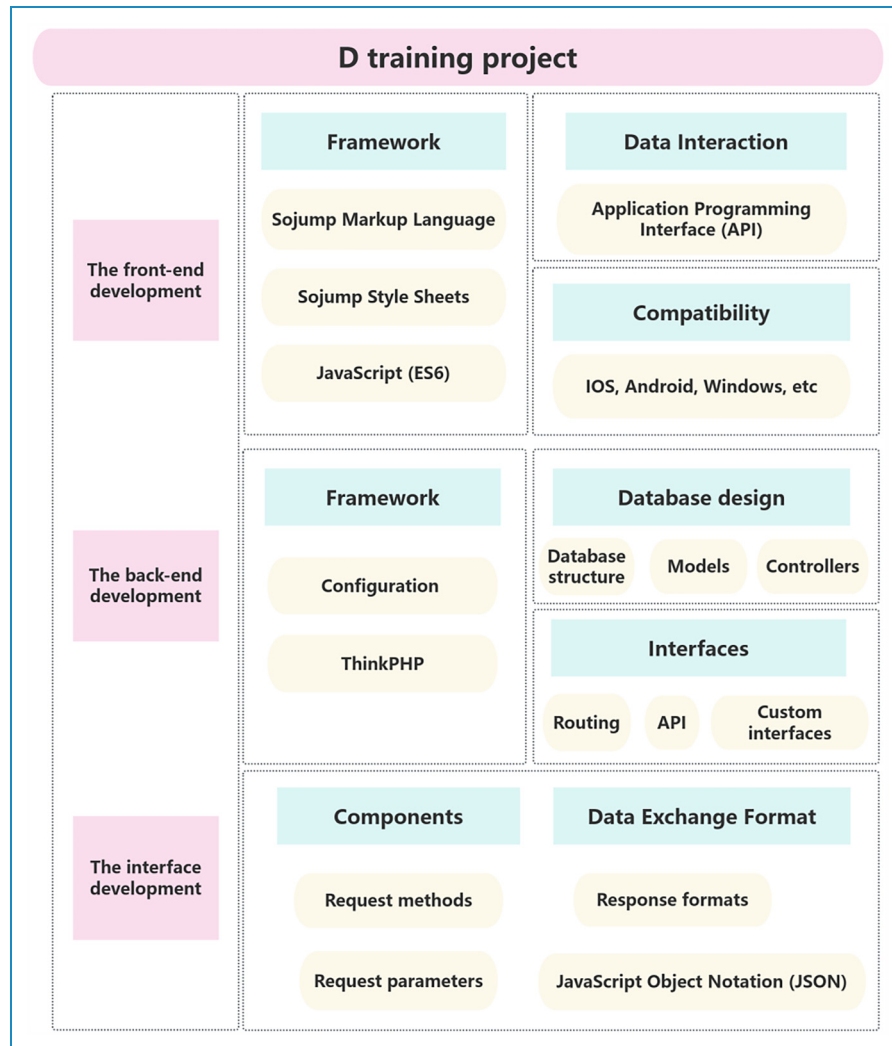 D training project
The front-end
development
Framework
Sojump Markup Language
Sojump Style Sheets
JavaScript (ES6)
Data Interaction
Application Programming
Interface (API)
Compatibility
IOS, Android, Windows, etc
The back-end
development
Framework
Configuration
ThinkPHP
Database design
Database
structure
Models
Controllers
Interfaces
Routing
API
Custom
interfaces
The interface
development
Components
Request methods
Request parameters
Data Exchange Format
Response formats
JavaScript Object Notation (JSON)